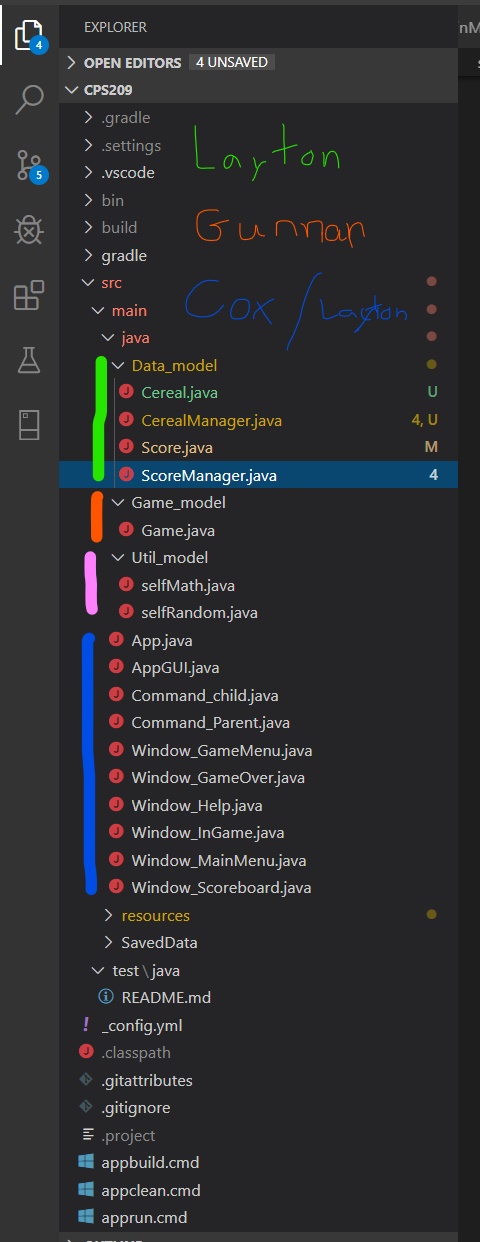 EXPLORER
nM
OPEN EDITORS 4 UNSAVED
CPS209
.gradle
.settings
.vscode
bin
build
gradle
src
main
java
Data_model
Cereal.java U
CerealManager.java 4, U
Score.java M
ScoreManager.java 4
Game_model
Game.java
Util_model
selfMath.java
selfRandom.java
App.java
AppGUI.java
Command_child.java
Command_Parent.java
Window_GameMenu.java
Window_GameOver.java
Window_Help.java
Window_InGame.java
Window_MainMenu.java
Window_Scoreboard.java
resources
SavedData
test\java
README.md
_config.yml
.classpath
.gitattributes
.gitignore
.project
appbuild.cmd
appclean.cmd
apprun.cmd
Layton
Gunman
Cox/Layton
4
5